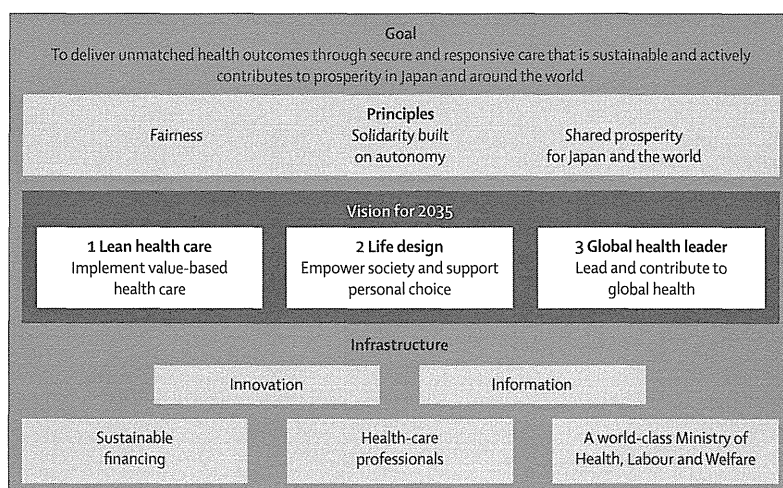 Goal
To deliver unmatched health outcomes through secure and responsive care that is sustainable and actively
contributes to prosperity in Japan and around the world
Principles
Fairness
Solidarity built
on autonomy
Shared prosperity
for Japan and the world
Vision for 2035
1 Lean health care
Implement value-based
health care
2 Life design
Empower society and support
personal choice
3 Global health leader
Lead and contribute to
global health
Infrastructure
Innovation
Information
Sustainable
financing
Health-care
professionals
A world-class Ministry of
Health, Labour and Welfare